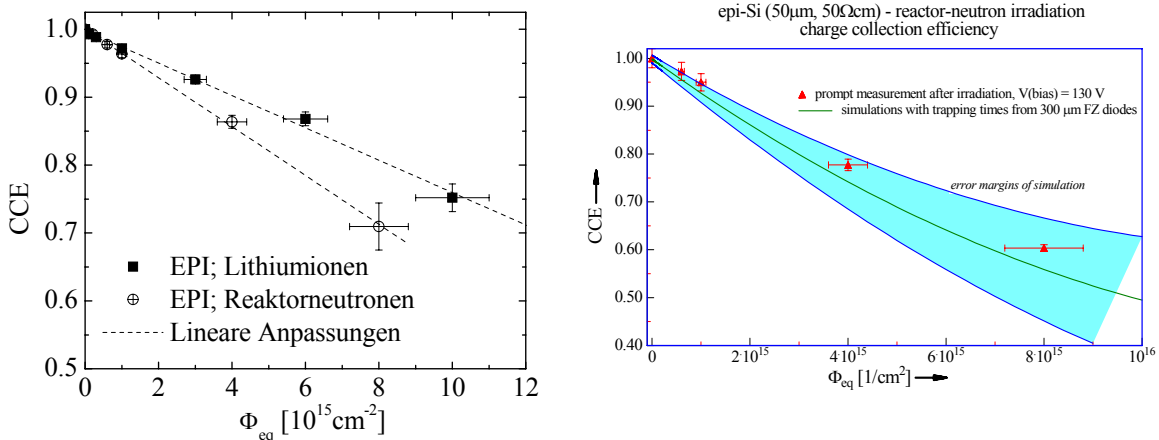 1.0
0.9
0.8
0.7
0.6
0.5
CCE
EPI; Lithiumionen
EPI; Reaktorneutronen
Lineare Anpassungen
0 2 4 6 8 10 12
Φeq [10¹⁵cm⁻²]
epi-Si (50μm, 50Ωcm) - reactor-neutron irradiation
charge collection efficiency
1.00
0.90
0.80
0.70
0.60
0.50
0.40
CCE
prompt measurement after irradiation, V(bias) = 130 V
simulations with trapping times from 300 μm FZ diodes
error margins of simulation
0 2·10¹⁵ 4·10¹⁵ 6·10¹⁵ 8·10¹⁵ 10¹⁶
Φeq [1/cm²]